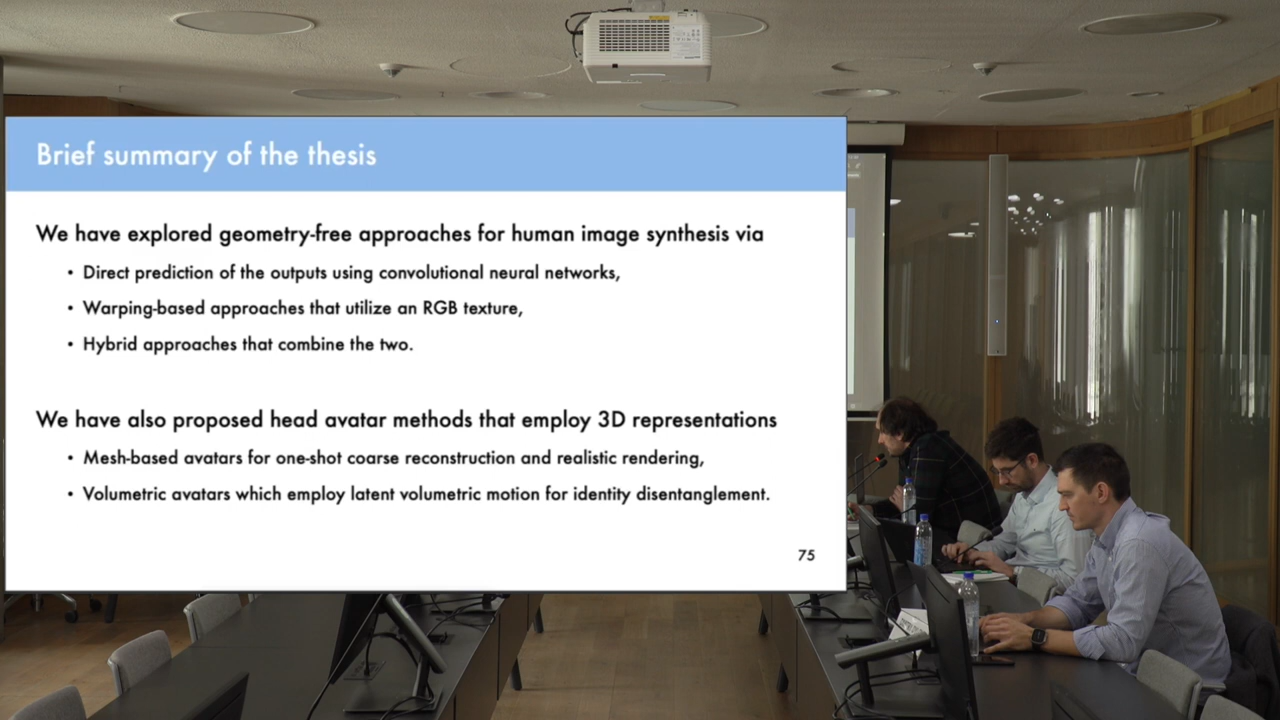 Brief summary of the thesis
We have explored geometry-free approaches for human image synthesis via
• Direct prediction of the outputs using convolutional neural networks,
• Warping-based approaches that utilize an RGB texture,
• Hybrid approaches that combine the two.
We have also proposed head avatar methods that employ 3D representations
• Mesh-based avatars for one-shot coarse reconstruction and realistic rendering,
• Volumetric avatars which employ latent volumetric motion for identity disentanglement.
75